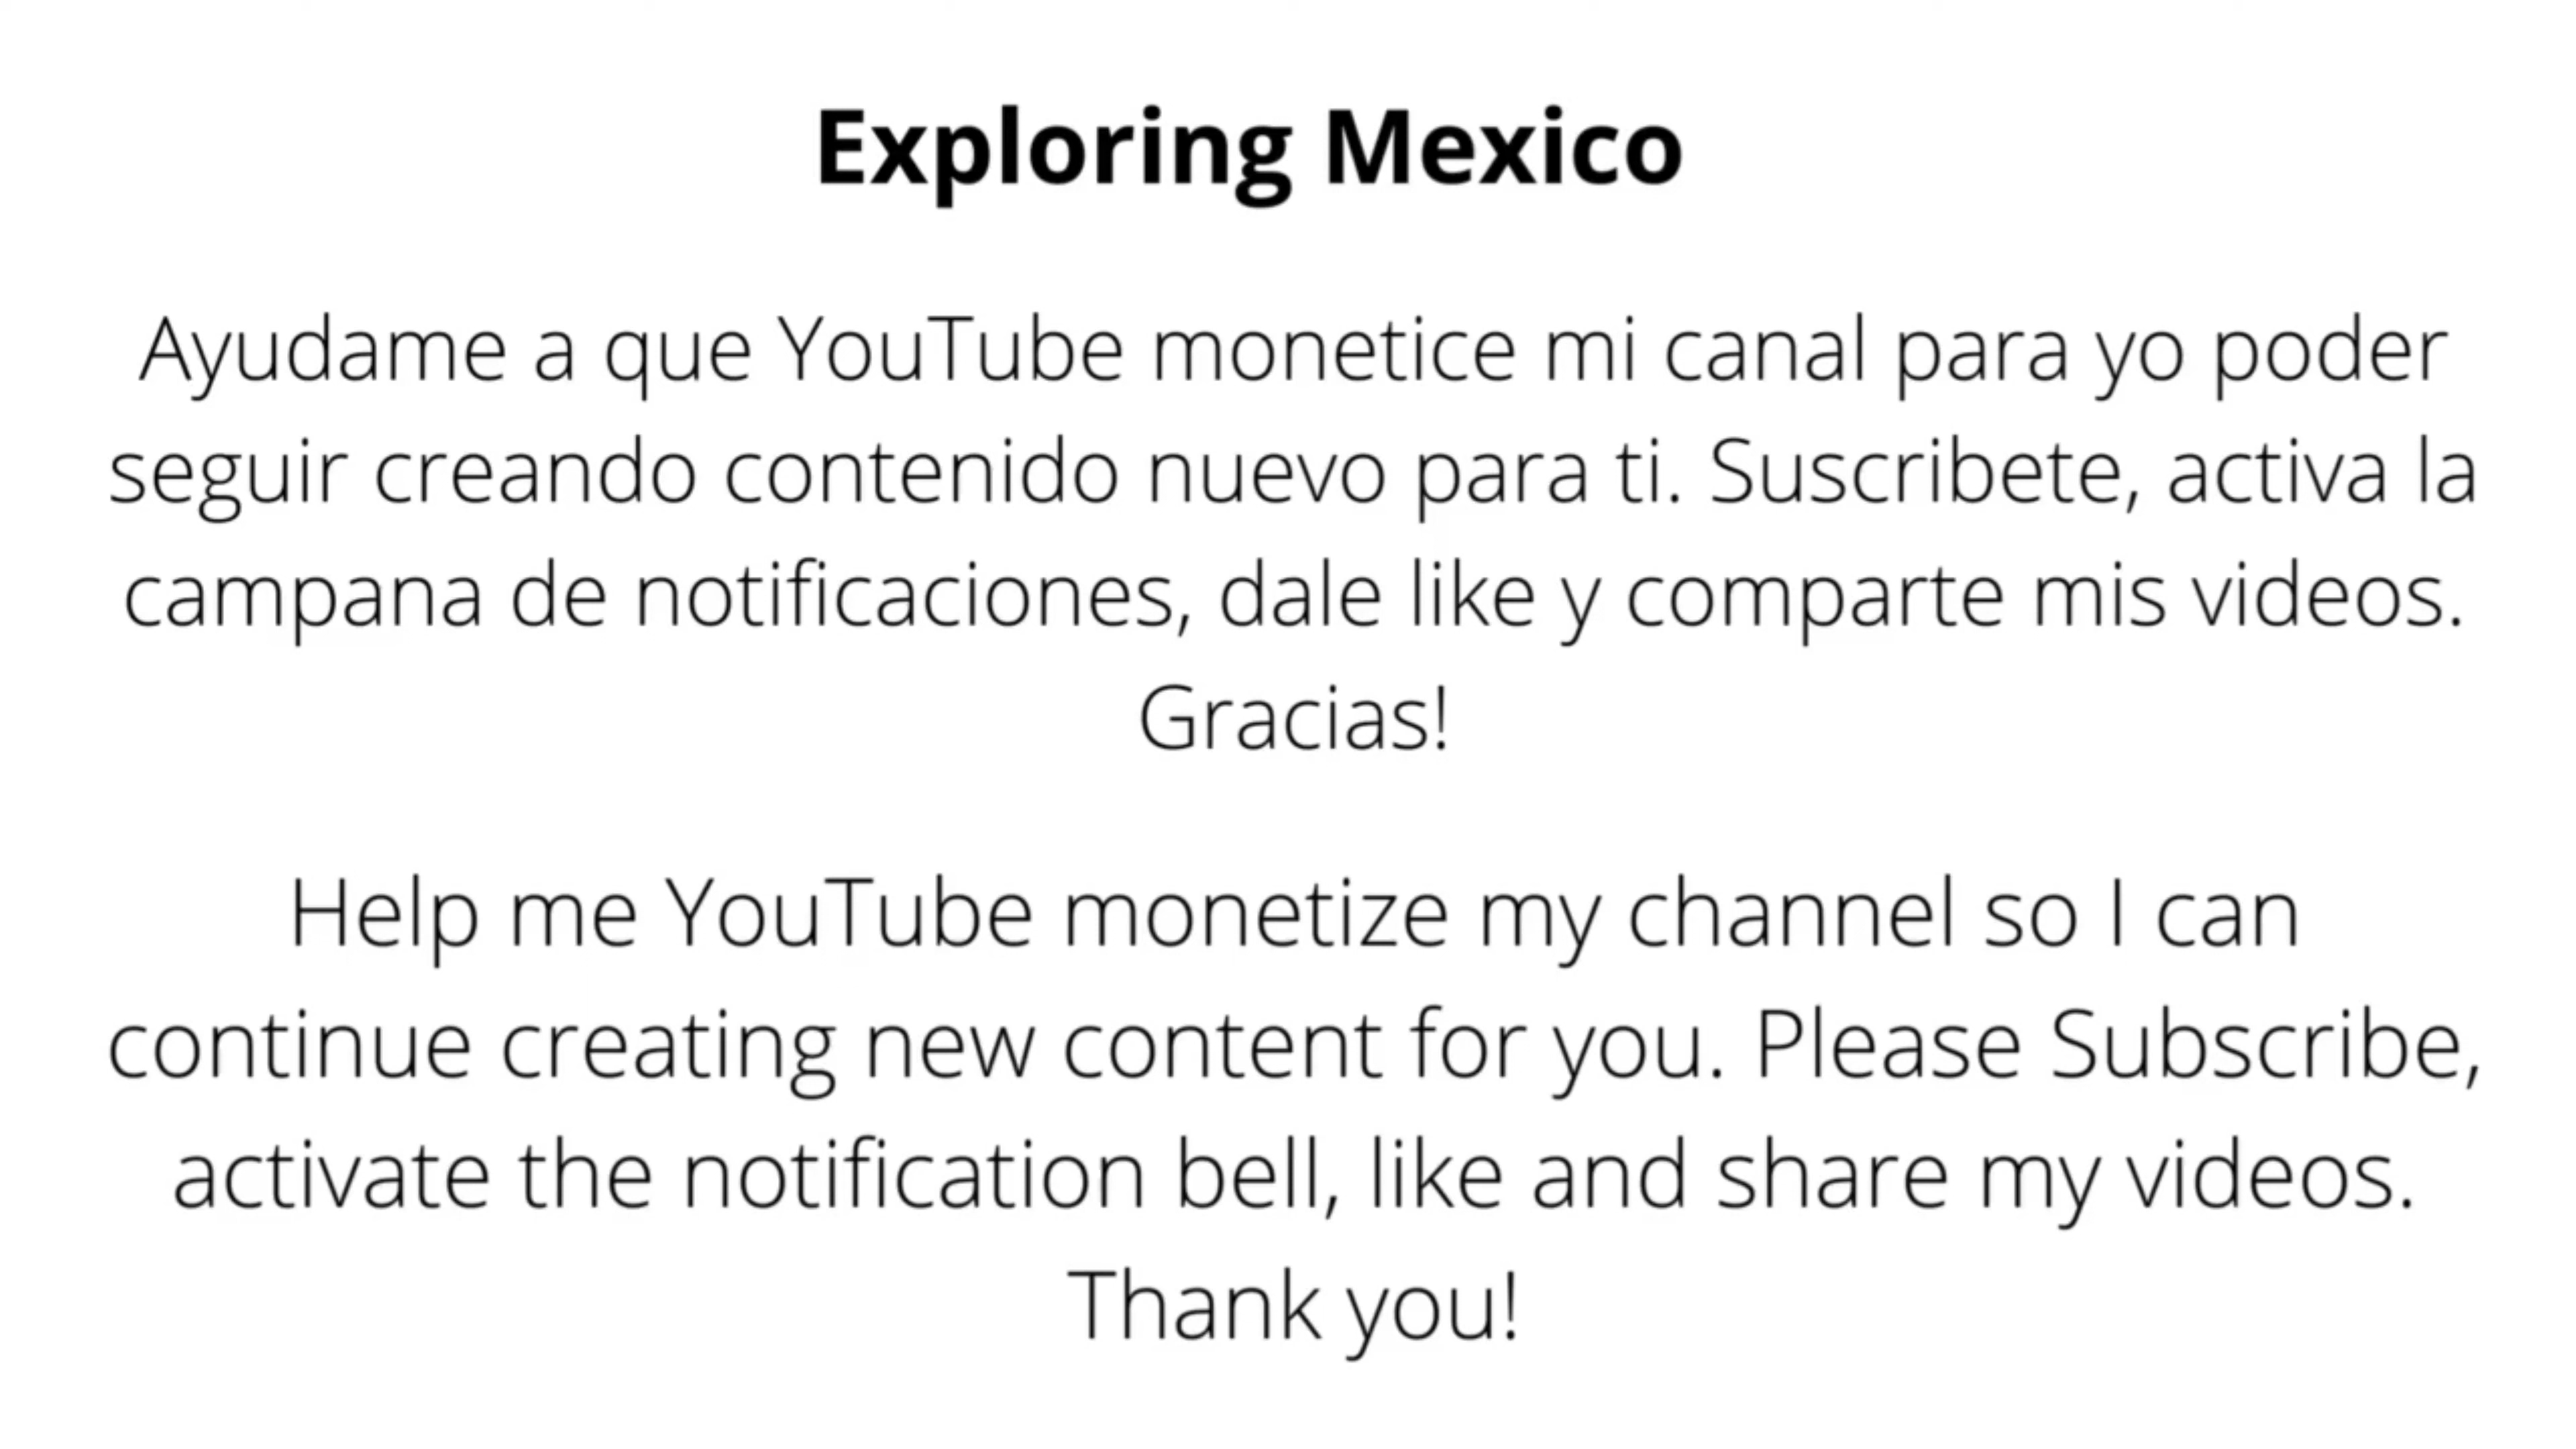 Exploring Mexico
Ayudame a que YouTube monetice mi canal para yo poder
seguir creando contenido nuevo para ti. Suscribete, activa la
campana de notificaciones, dale like y comparte mis videos.
Gracias!
Help me YouTube monetize my channel so I can
continue creating new content for you. Please Subscribe,
activate the notification bell, like and share my videos.
Thank you!